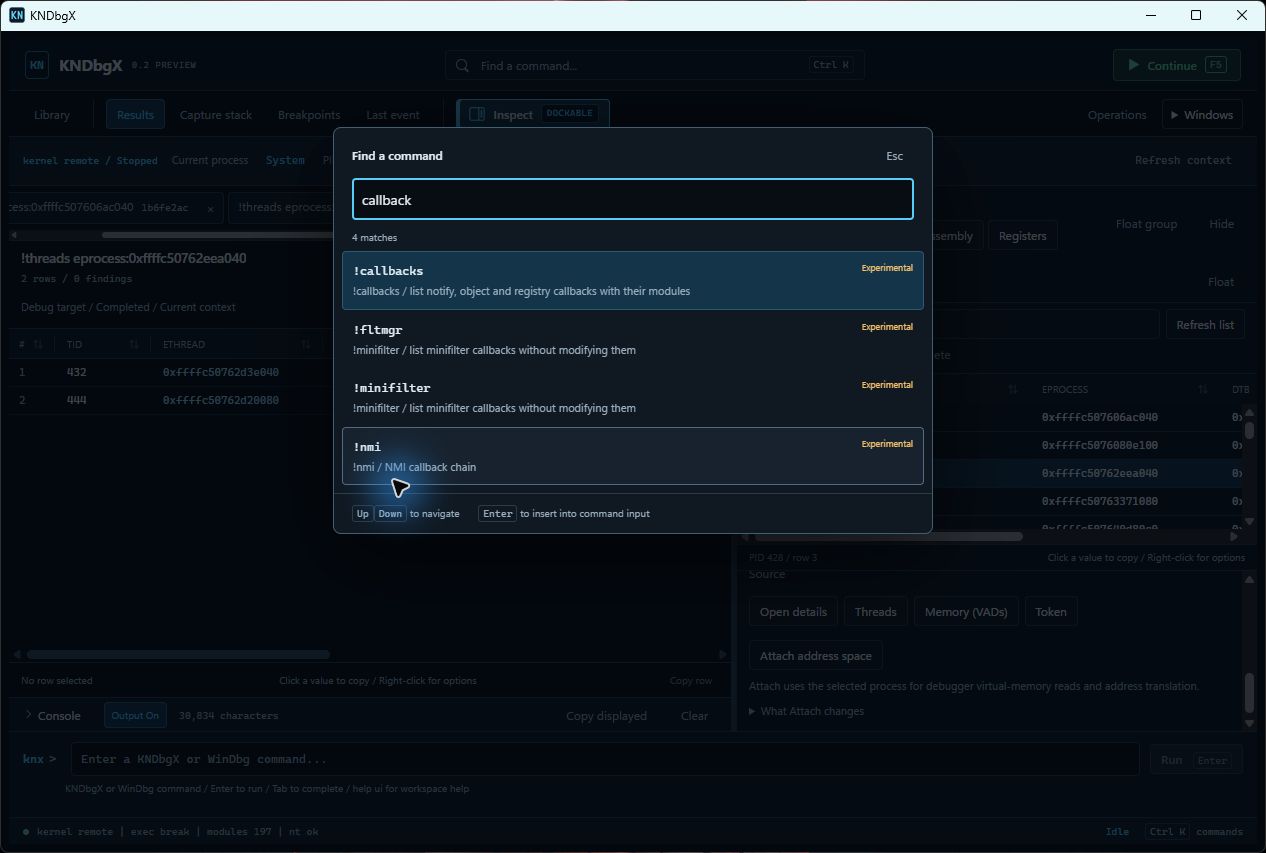 KN KNDbgX
KN KNDbgX 0.2 PREVIEW Find a command... Ctrl K Continue F5
Library Results Capture stack Breakpoints Last event Inspect DOCKABLE Operations Windows
kernel remote / Stopped Current process System Refresh context
Find a command Esc
callback
4 matches
!callbacks Experimental
!callbacks / list notify, object and registry callbacks with their modules
!fltmgr Experimental
!minifilter / list minifilter callbacks without modifying them
!minifilter Experimental
!minifilter / list minifilter callbacks without modifying them
!nmi Experimental
!nmi / NMI callback chain
Up Down to navigate Enter to insert into command input
cess:0xffffc507606ac040 1b6fe2ac × !threads eprocess:
!threads eprocess:0xffffc50762eea040
2 rows / 0 findings
Debug target / Completed / Current context
# TID ETHREAD
1 432 0xffffc50762d3e040
2 444 0xffffc50762d20080
No row selected Click a value to copy / Right-click for options Copy row
Float group Hide
sembly Registers
Float
Refresh list
ete
EPROCESS DTB
0xffffc507606ac040 0x
0xffffc5076080e100 0x
0xffffc50762eea040 0x
0xffffc50763371080 0x
PID 428 / row 3 Click a value to copy / Right-click for options
Source
Open details Threads Memory (VADs) Token
Attach address space
Attach uses the selected process for debugger virtual-memory reads and address translation.
What Attach changes
Console Output On 30,834 characters Copy displayed Clear
knx > Enter a KNDbgX or WinDbg command... Run Enter
KNDbgX or WinDbg command / Enter to run / Tab to complete / help ui for workspace help
kernel remote | exec break | modules 197 | nt ok Idle Ctrl K commands